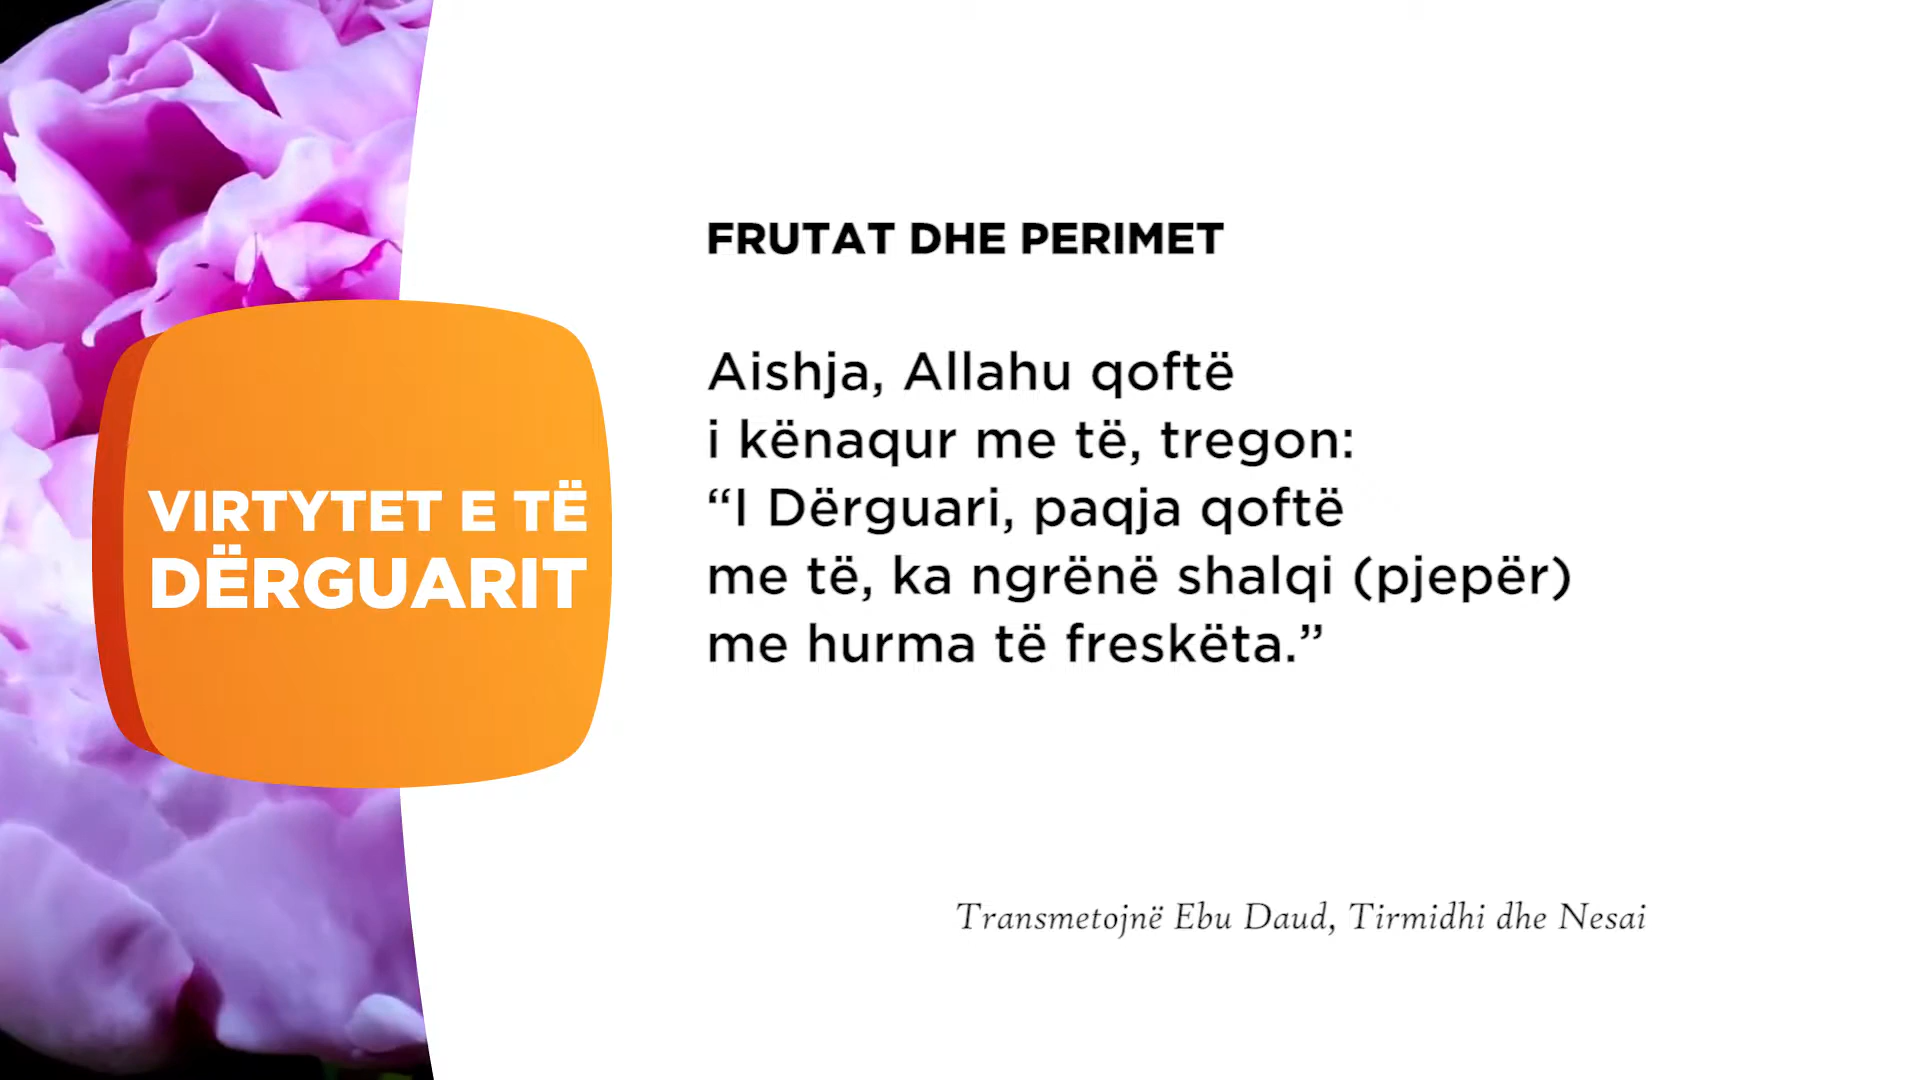 VIRTYTET E TË
DËRGUARIT
FRUTAT DHE PERIMET
Aishja, Allahu qoftë
i kënaqur me të, tregon:
“I Dërguari, paqja qoftë
me të, ka ngrënë shalqi (pjepër)
me hurma të freskëta.”
Transmetojnë Ebu Daud, Tirmidhi dhe Nesai